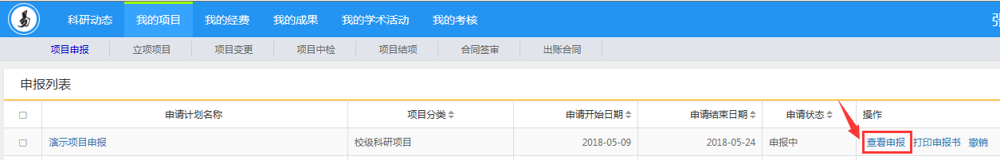 易 科研动态 我的项目 我的经费 我的成果 我的学术活动 我的考核 张
项目申报 立项项目 项目变更 项目中检 项目结项 合同签审 出账合同
申报列表
申请计划名称 项目分类 申请开始日期 申请结束日期 申请状态 操作
演示项目申报 校级科研项目 2018-05-09 2018-05-24 申报中 查看申报 打印申报书 撤销